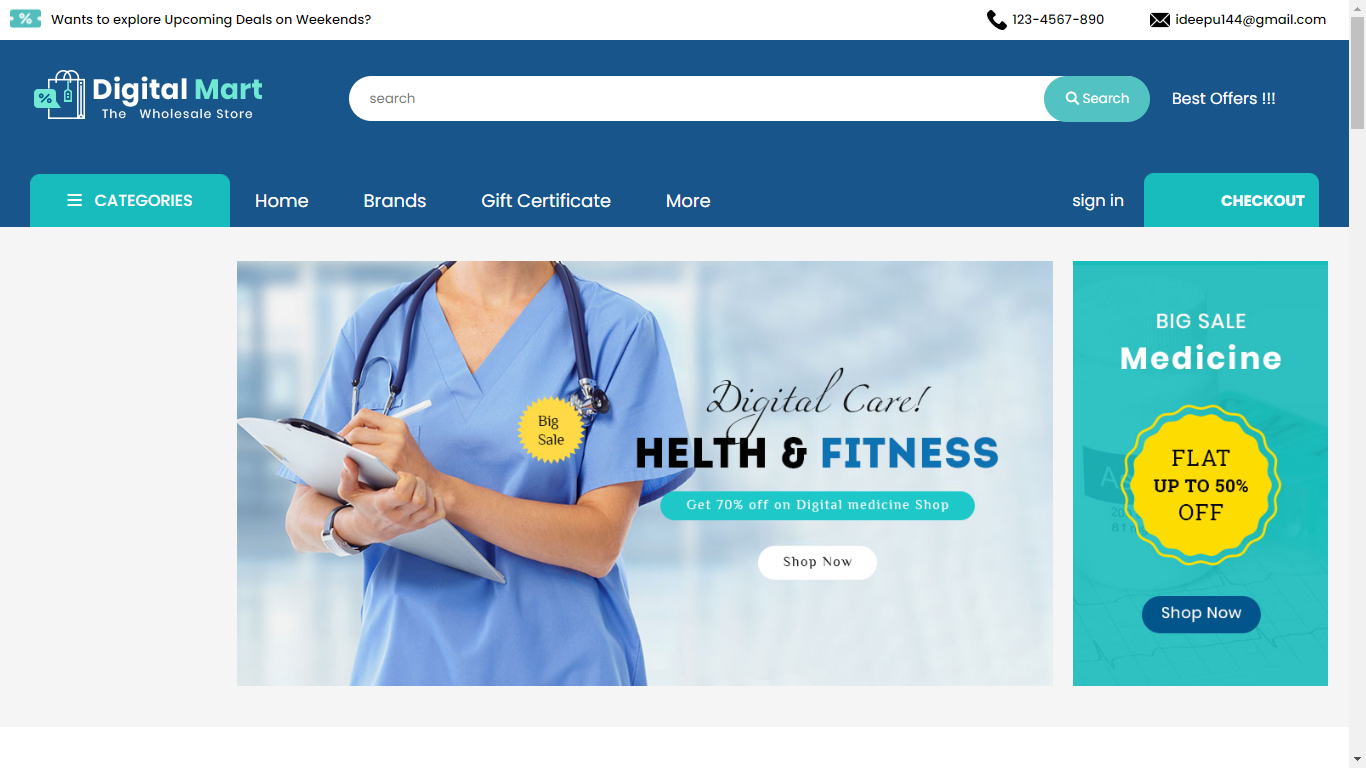 % Wants to explore Upcoming Deals on Weekends?
123-4567-890
ideepu144@gmail.com
% Digital Mart
The Wholesale Store
search
Search
Best Offers !!!
CATEGORIES
Home
Brands
Gift Certificate
More
sign in
CHECKOUT
Big
Sale
Digital Care!
HELTH & FITNESS
Get 70% off on Digital medicine Shop
Shop Now
BIG SALE
Medicine
FLAT
UP TO 50%
OFF
Shop Now